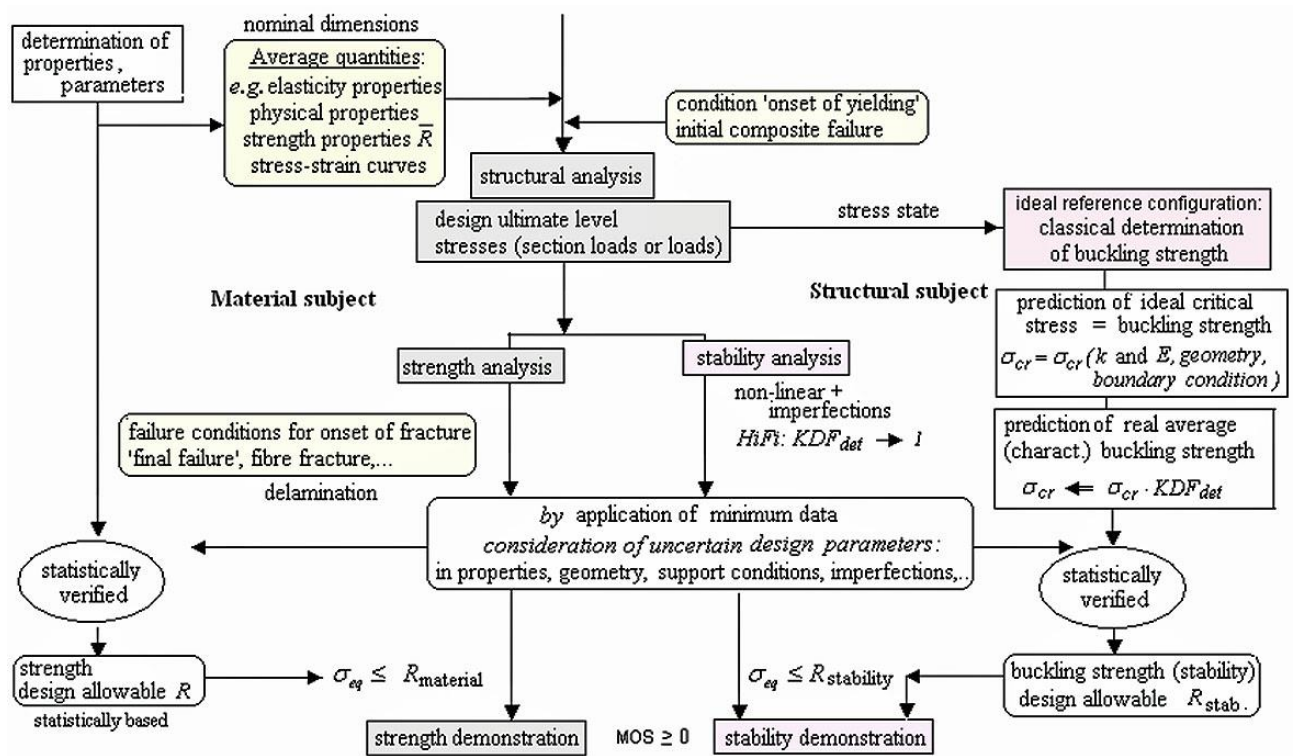 nominal dimensions
determination of
properties,
parameters
Average quantities:
e.g. elasticity properties
physical properties
strength properties R̅
stress-strain curves
condition 'onset of yielding'
initial composite failure
structural analysis
design ultimate level
stresses (section loads or loads)
stress state
ideal reference configuration:
classical determination
of buckling strength
Material subject
Structural subject
prediction of ideal critical
stress = buckling strength
σcr = σcr (k and E, geometry,
boundary condition)
strength analysis
stability analysis
non-linear +
imperfections
HiFi: KDFdet → 1
failure conditions for onset of fracture
'final failure', fibre fracture,...
delamination
prediction of real average
(charact.) buckling strength
σcr ⇐ σcr · KDFdet
by application of minimum data
consideration of uncertain design parameters:
in properties, geometry, support conditions, imperfections,..
statistically
verified
statistically
verified
strength
design allowable R
statistically based
σeq ≤ Rmaterial
σeq ≤ Rstability
buckling strength (stability)
design allowable Rstab.
strength demonstration
MOS ≥ 0
stability demonstration